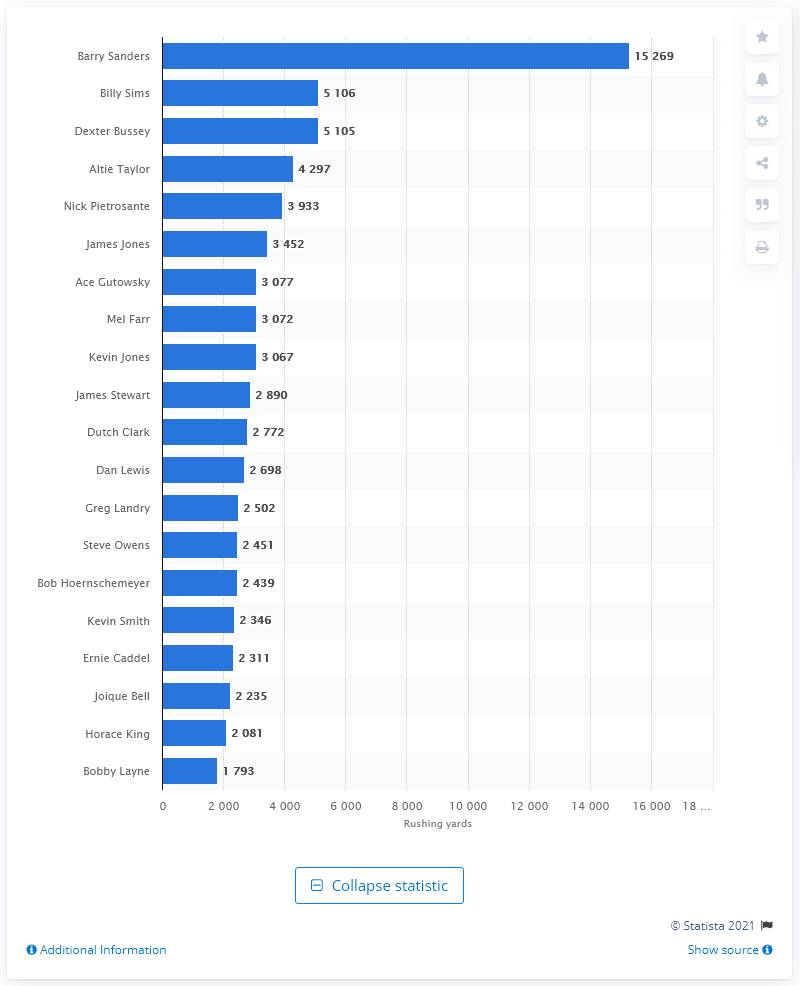 Barry Sanders 15 269
Billy Sims 5 106
Dexter Bussey 5 105
Altie Taylor 4 297
Nick Pietrosante 3 933
James Jones 3 452
Ace Gutowsky 3 077
Mel Farr 3 072
Kevin Jones 3 067
James Stewart 2 890
Dutch Clark 2 772
Dan Lewis 2 698
Greg Landry 2 502
Steve Owens 2 451
Bob Hoernschemeyer 2 439
Kevin Smith 2 346
Ernie Caddel 2 311
Joique Bell 2 235
Horace King 2 081
Bobby Layne 1 793
0 2 000 4 000 6 000 8 000 10 000 12 000 14 000 16 000 18 ...
Rushing yards
Collapse statistic
© Statista 2021
Additional Information Show source